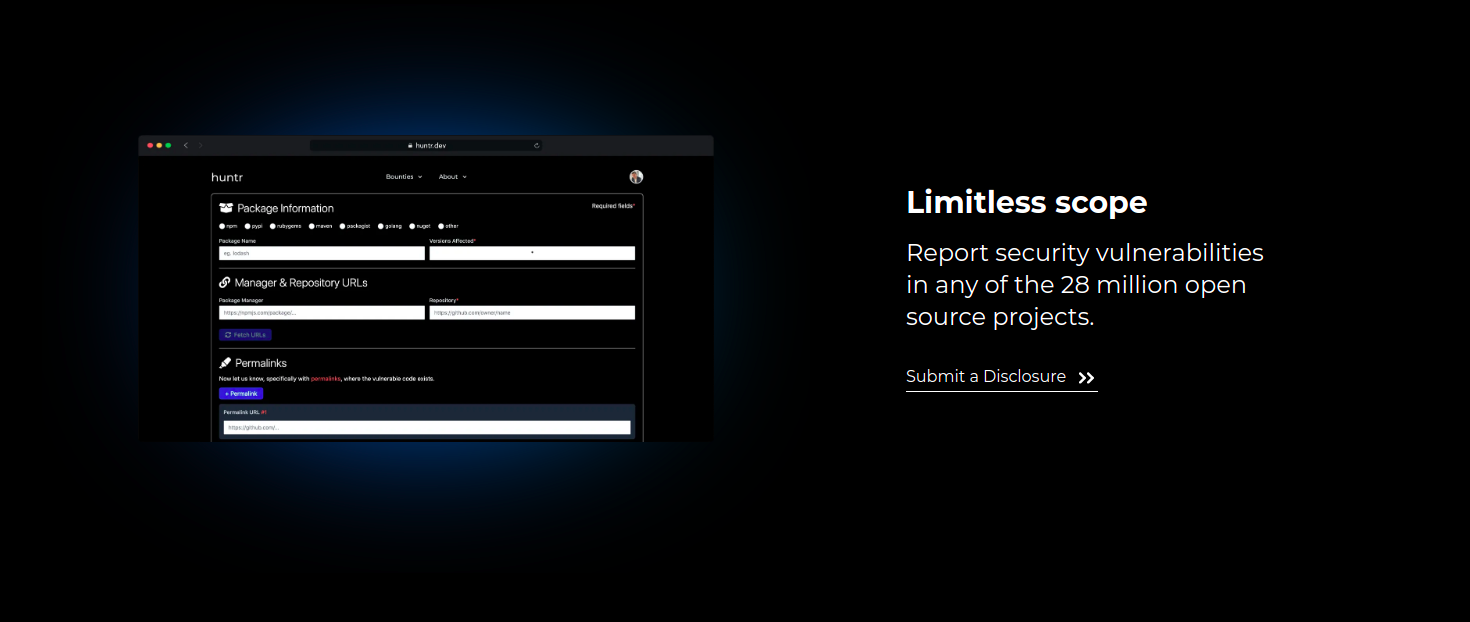 huntr.dev
huntr
Bounties
About
Package Information
Required fields*
npm pypi rubygems maven packagist golang nuget other
Package Name
Versions Affected*
eg. lodash
*
Manager & Repository URLs
Package Manager
Repository*
https://npmjs.com/package/...
https://github.com/owner/name
Fetch URLs
Permalinks
Now let us know, specifically with permalinks, where the vulnerable code exists.
+ Permalink
Permalink URL #1
https://github.com/...
Limitless scope
Report security vulnerabilities
in any of the 28 million open
source projects.
Submit a Disclosure